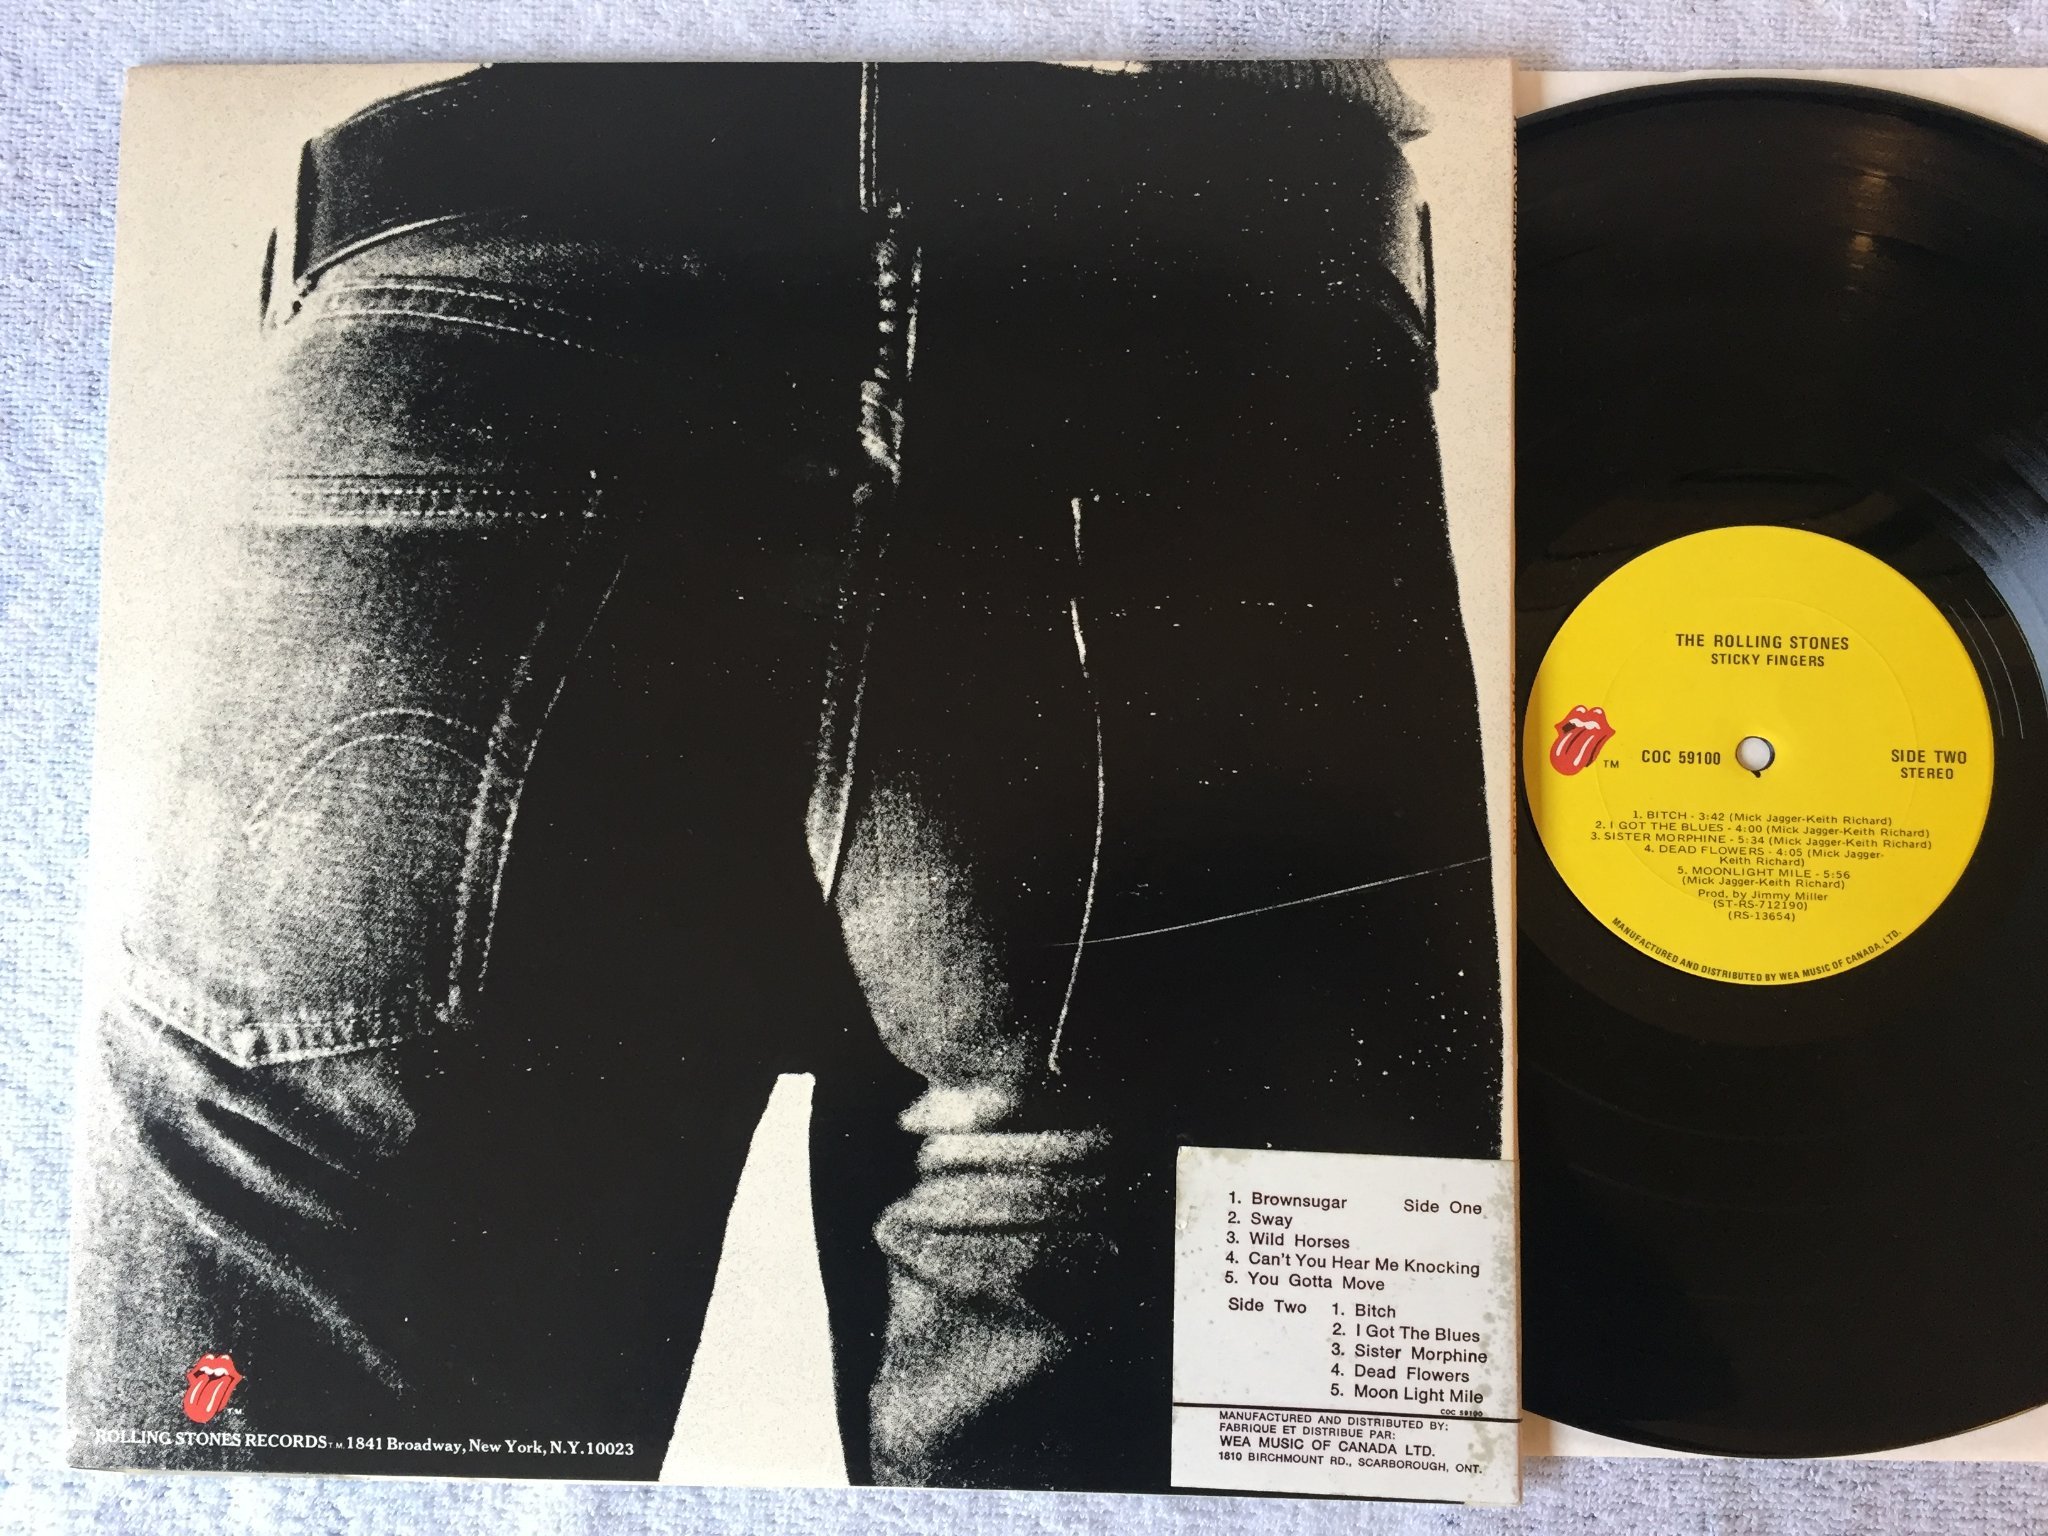 ROLLING STONES RECORDS T.M. 1841 Broadway, New York, N.Y. 10023
T.M.
1. Brownsugar Side One
2. Sway
3. Wild Horses
4. Can't You Hear Me Knocking
5. You Gotta Move
Side Two 1. Bitch
2. I Got The Blues
3. Sister Morphine
4. Dead Flowers
5. Moon Light Mile
COC 59100
MANUFACTURED AND DISTRIBUTED BY:
FABRIQUE ET DISTRIBUE PAR:
WEA MUSIC OF CANADA LTD.
1810 BIRCHMOUNT RD., SCARBOROUGH, ONT.
THE ROLLING STONES
STICKY FINGERS
TM COC 59100 SIDE TWO
STEREO
1. BITCH - 3:42 (Mick Jagger-Keith Richard)
2. I GOT THE BLUES - 4:00 (Mick Jagger-Keith Richard)
3. SISTER MORPHINE - 5:34 (Mick Jagger-Keith Richard)
4. DEAD FLOWERS - 4:05 (Mick Jagger-
Keith Richard)
5. MOONLIGHT MILE - 5:56
(Mick Jagger-Keith Richard)
Prod. by Jimmy Miller
(ST-RS-712190)
(RS-13654)
MANUFACTURED AND DISTRIBUTED BY WEA MUSIC OF CANADA, LTD.